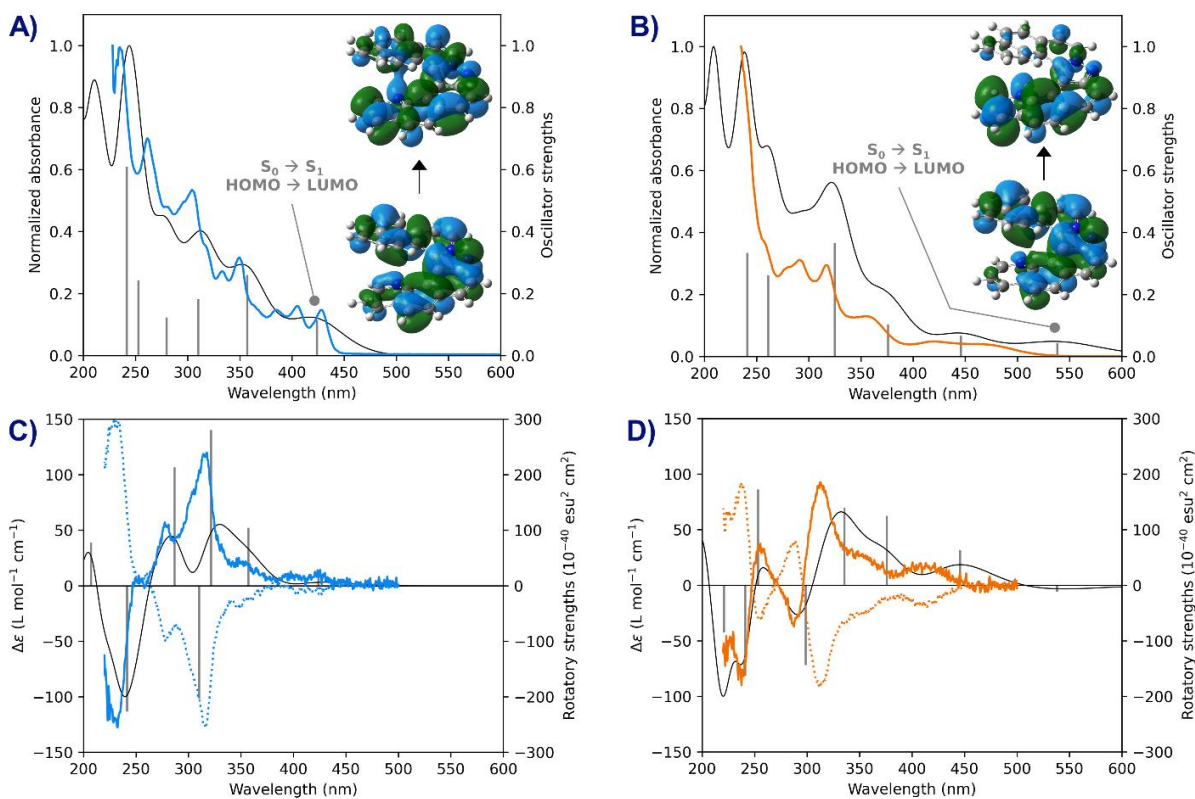 A)
B)
1.0
0.8
0.6
0.4
0.2
0.0
Normalized absorbance
S₀ → S₁
HOMO → LUMO
1.0
0.8
0.6
0.4
0.2
0.0
Oscillator strengths
200 250 300 350 400 450 500 550 600
Wavelength (nm)
1.0
0.8
0.6
0.4
0.2
0.0
Normalized absorbance
S₀ → S₁
HOMO → LUMO
1.0
0.8
0.6
0.4
0.2
0.0
Oscillator strengths
200 250 300 350 400 450 500 550 600
Wavelength (nm)
C)
D)
150
100
50
0
−50
−100
−150
Δε (L mol⁻¹ cm⁻¹)
300
200
100
0
−100
−200
−300
Rotatory strengths (10⁻⁴⁰ esu² cm²)
200 250 300 350 400 450 500 550 600
Wavelength (nm)
150
100
50
0
−50
−100
−150
Δε (L mol⁻¹ cm⁻¹)
300
200
100
0
−100
−200
−300
Rotatory strengths (10⁻⁴⁰ esu² cm²)
200 250 300 350 400 450 500 550 600
Wavelength (nm)